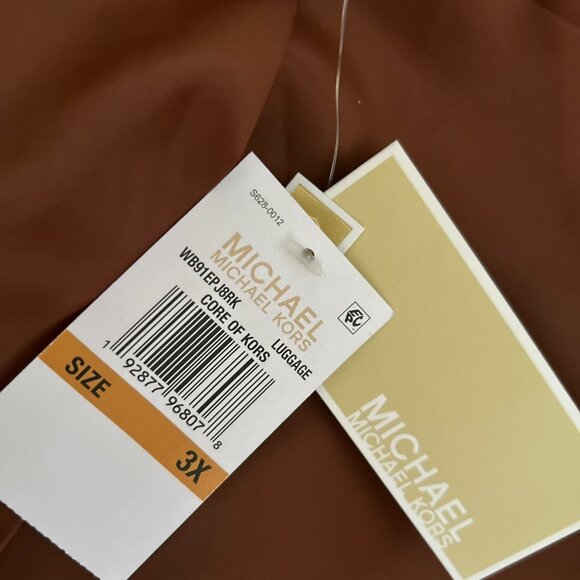 S628-0012
MICHAEL
MICHAEL KORS
WB91EPJ8RK
CORE OF KORS
LUGGAGE
EPC
1 92877 96807 8
SIZE 3X
MICHAEL
MICHAEL KORS